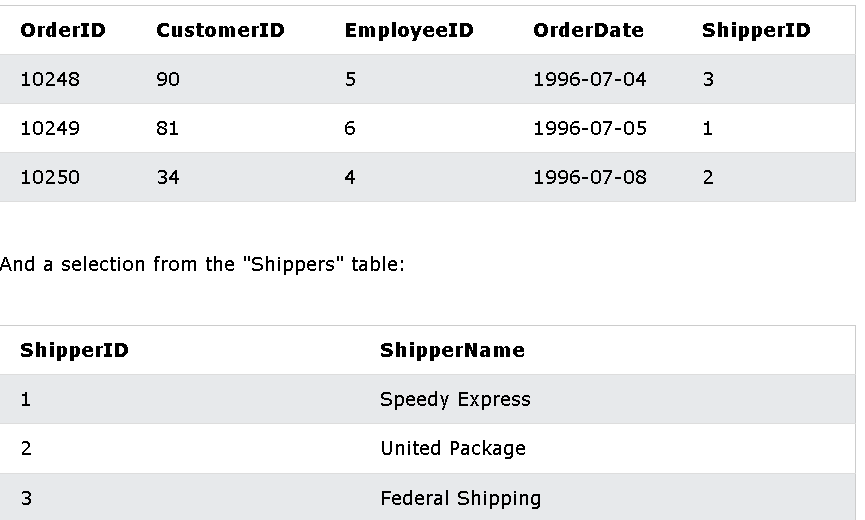 OrderID CustomerID EmployeeID OrderDate ShipperID
10248 90 5 1996-07-04 3
10249 81 6 1996-07-05 1
10250 34 4 1996-07-08 2
And a selection from the "Shippers" table:
ShipperID ShipperName
1 Speedy Express
2 United Package
3 Federal Shipping